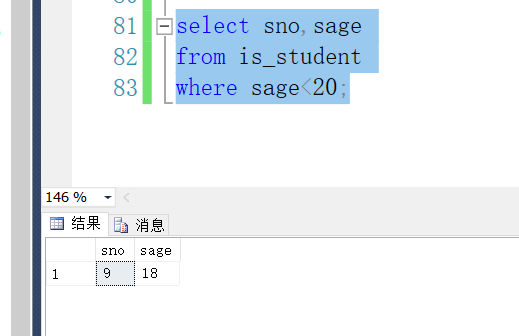 81 select sno,sage
82 from is_student
83 where sage<20;
146 %
结果 消息
sno sage
1 9 18